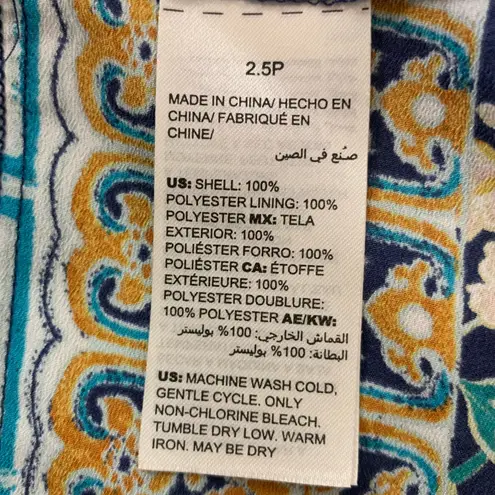 2.5P
MADE IN CHINA/ HECHO EN
CHINA/ FABRIQUÉ EN
CHINE/
صُنع في الصين
US: SHELL: 100%
POLYESTER LINING: 100%
POLYESTER MX: TELA
EXTERIOR: 100%
POLIÉSTER FORRO: 100%
POLIÉSTER CA: ÉTOFFE
EXTÉRIEURE: 100%
POLYESTER DOUBLURE:
100% POLYESTER AE/KW:
القماش الخارجي: 100% بوليستر
البطانة: 100% بوليستر
US: MACHINE WASH COLD,
GENTLE CYCLE. ONLY
NON-CHLORINE BLEACH.
TUMBLE DRY LOW. WARM
IRON. MAY BE DRY